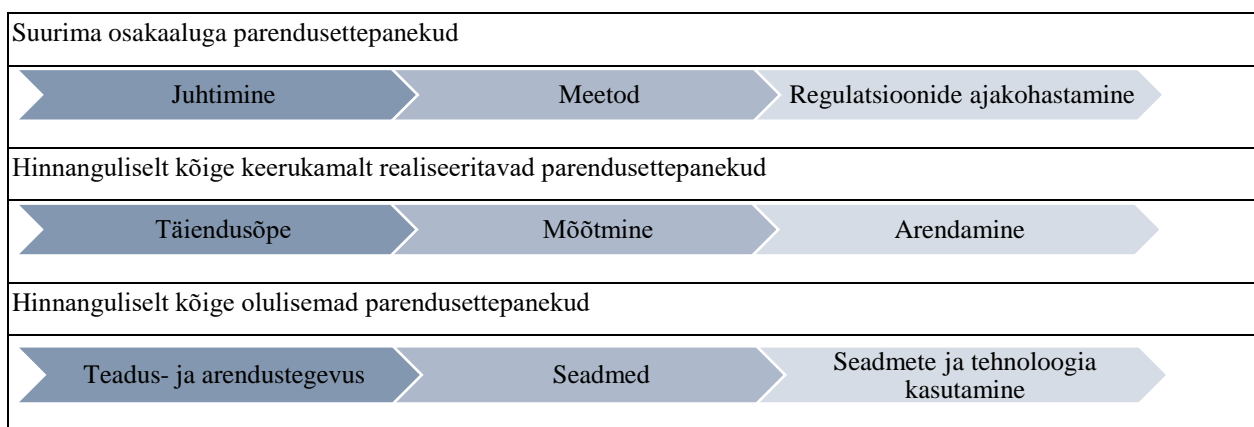 Suurima osakaaluga parendusettepanekud
Juhtimine
Meetod
Regulatsioonide ajakohastamine
Hinnanguliselt kõige keerukamalt realiseeritavad parendusettepanekud
Täiendusõpe
Mõõtmine
Arendamine
Hinnanguliselt kõige olulisemad parendusettepanekud
Teadus- ja arendustegevus
Seadmed
Seadmete ja tehnoloogia
kasutamine